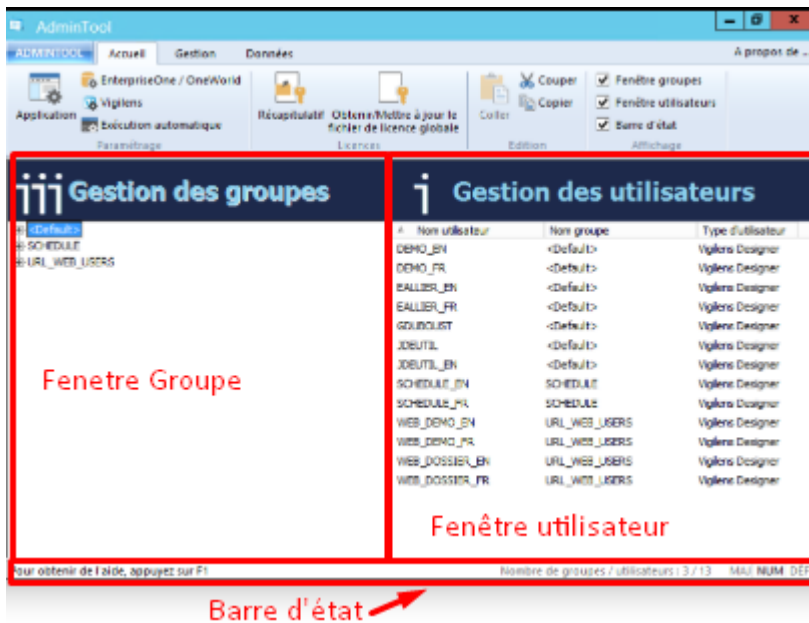 AdminTool
ADMINTOOL Accueil Gestion Données A propos de ...
EnterpriseOne / OneWorld
Vigilens
Exécution automatique
Application
Paramétrage
Récapitulatif
Obtenir/Mettre à jour le
fichier de licence globale
Licences
Coller
Couper
Copier
Edition
Fenêtre groupes
Fenêtre utilisateurs
Barre d'état
Affichage
Gestion des groupes
<Default>
SCHEDULE
URL_WEB_USERS
Fenetre Groupe
Gestion des utilisateurs
Nom utilisateur Nom groupe Type d'utilisateur
DEMO_EN <Default> Vigilens Designer
DEMO_FR <Default> Vigilens Designer
EALLIER_EN <Default> Vigilens Designer
EALLIER_FR <Default> Vigilens Designer
GDUBOUST <Default> Vigilens Designer
JDEUTIL <Default> Vigilens Designer
JDEUTIL_EN <Default> Vigilens Designer
SCHEDULE_EN SCHEDULE Vigilens Designer
SCHEDULE_FR SCHEDULE Vigilens Designer
WEB_DEMO_EN URL_WEB_USERS Vigilens Designer
WEB_DEMO_FR URL_WEB_USERS Vigilens Designer
WEB_DOSSIER_EN URL_WEB_USERS Vigilens Designer
WEB_DOSSIER_FR URL_WEB_USERS Vigilens Designer
Fenêtre utilisateur
Pour obtenir de l'aide, appuyez sur F1 Nombre de groupes / utilisateurs : 3 / 13 MAJ NUM DÉF
Barre d'état